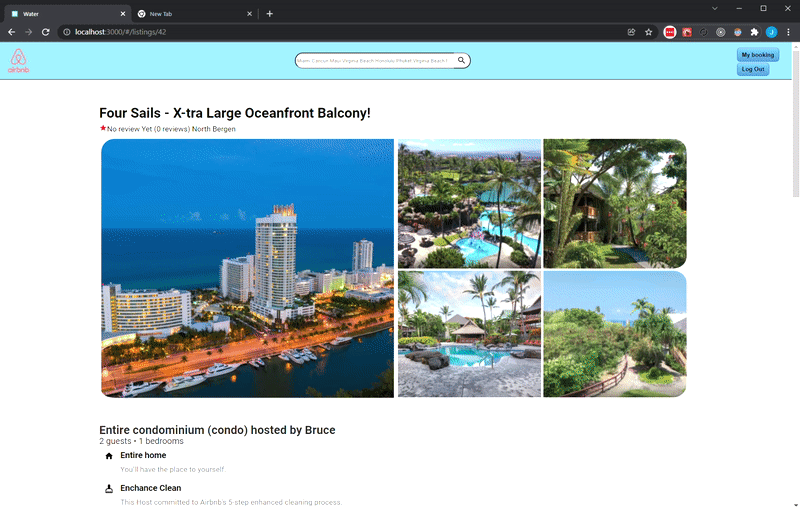 Water
New Tab
localhost:3000/#/listings/42
airbnb
Miami Cancun Maui Virginia Beach Honolulu Phuket Virginia Beach
My booking
Log Out
Four Sails - X-tra Large Oceanfront Balcony!
No review Yet (0 reviews) North Bergen
Entire condominium (condo) hosted by Bruce
2 guests • 1 bedrooms
Entire home
You'll have the place to yourself.
Enchance Clean
This Host committed to Airbnb's 5-step enhanced cleaning process.